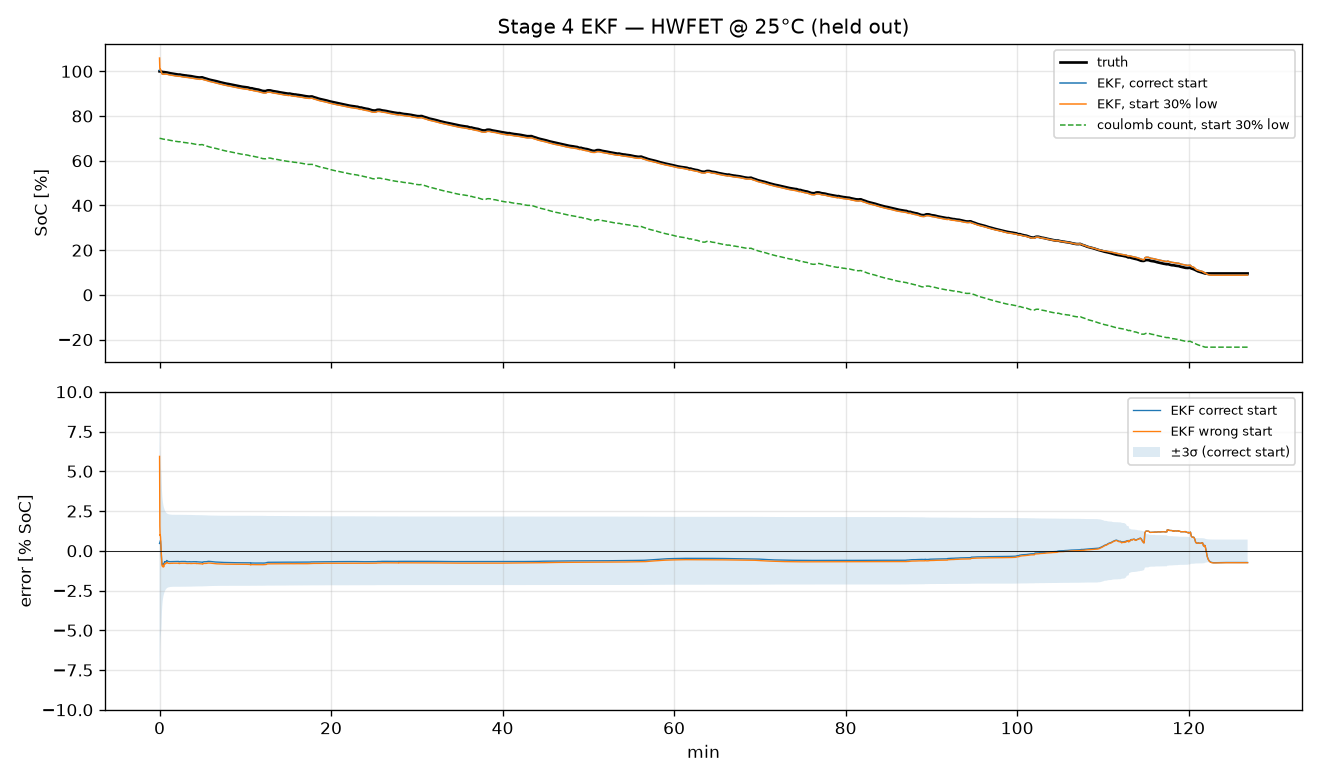 Stage 4 EKF — HWFET @ 25°C (held out)
SoC [%]
100
80
60
40
20
0
−20
truth
EKF, correct start
EKF, start 30% low
coulomb count, start 30% low
error [% SoC]
10.0
7.5
5.0
2.5
0.0
−2.5
−5.0
−7.5
−10.0
EKF correct start
EKF wrong start
±3σ (correct start)
0 20 40 60 80 100 120
min